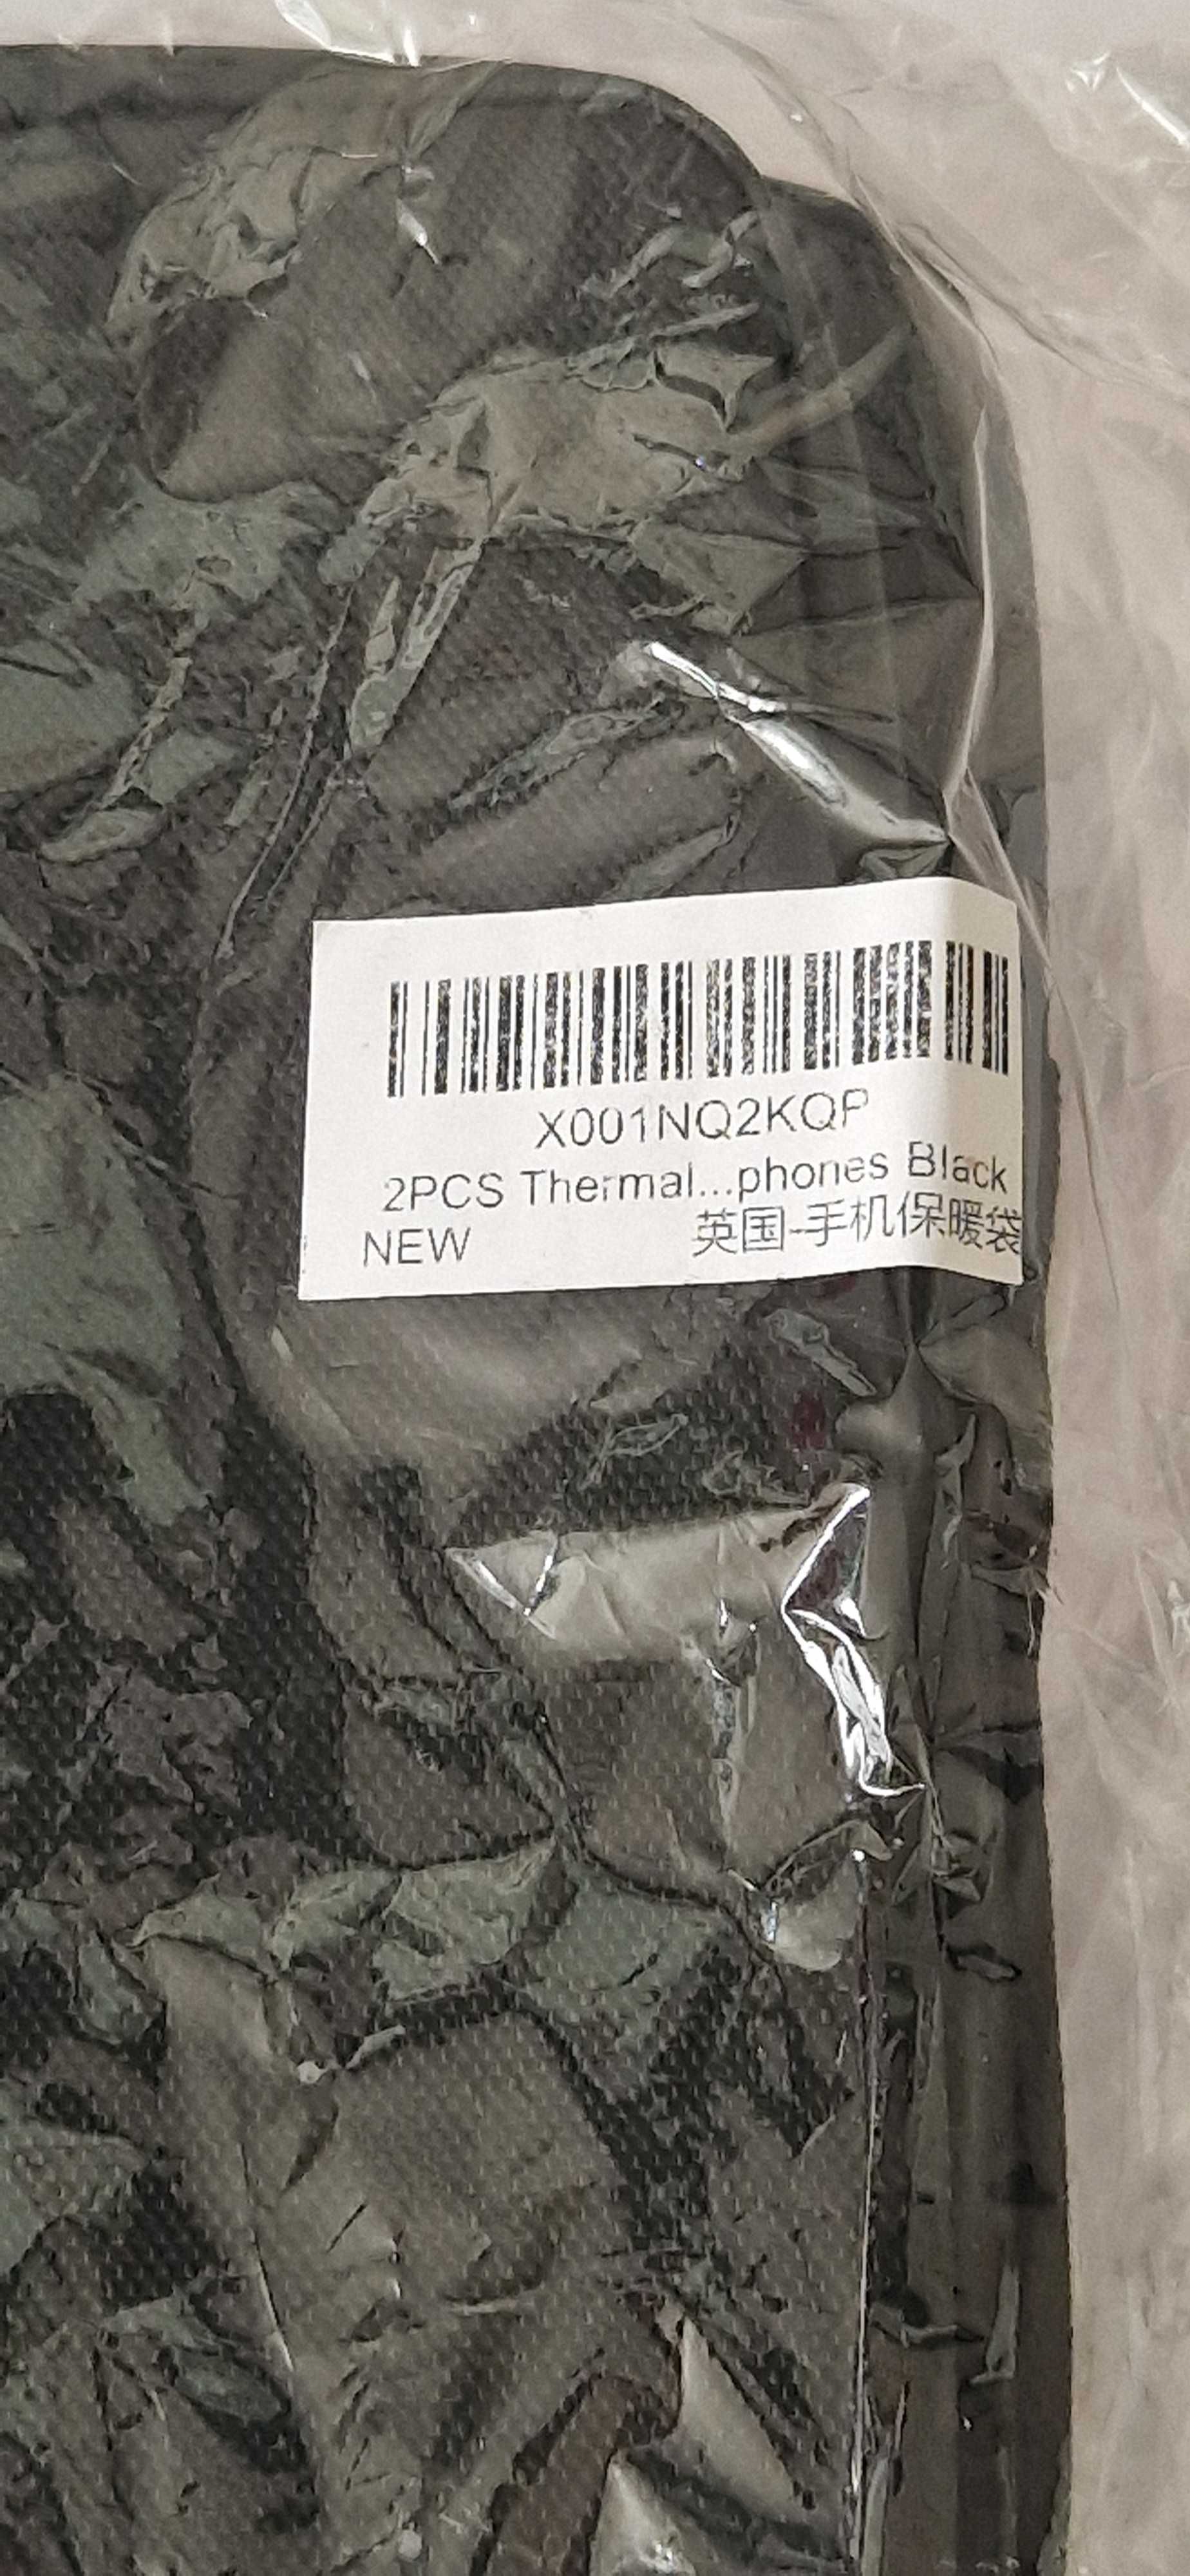 X001NQ2KQP
2PCS Thermal...phones Black
NEW 英国-手机保暖袋